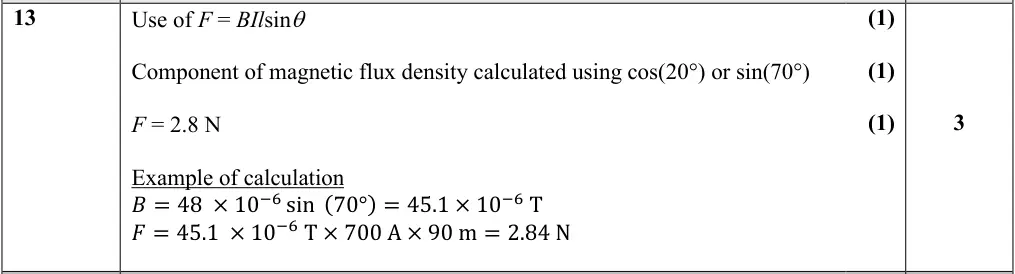 13 Use of F = BIlsinθ (1)
Component of magnetic flux density calculated using cos(20°) or sin(70°) (1)
F = 2.8 N (1) 3
Example of calculation
B = 48 × 10⁻⁶ sin (70°) = 45.1 × 10⁻⁶ T
F = 45.1 × 10⁻⁶ T × 700 A × 90 m = 2.84 N